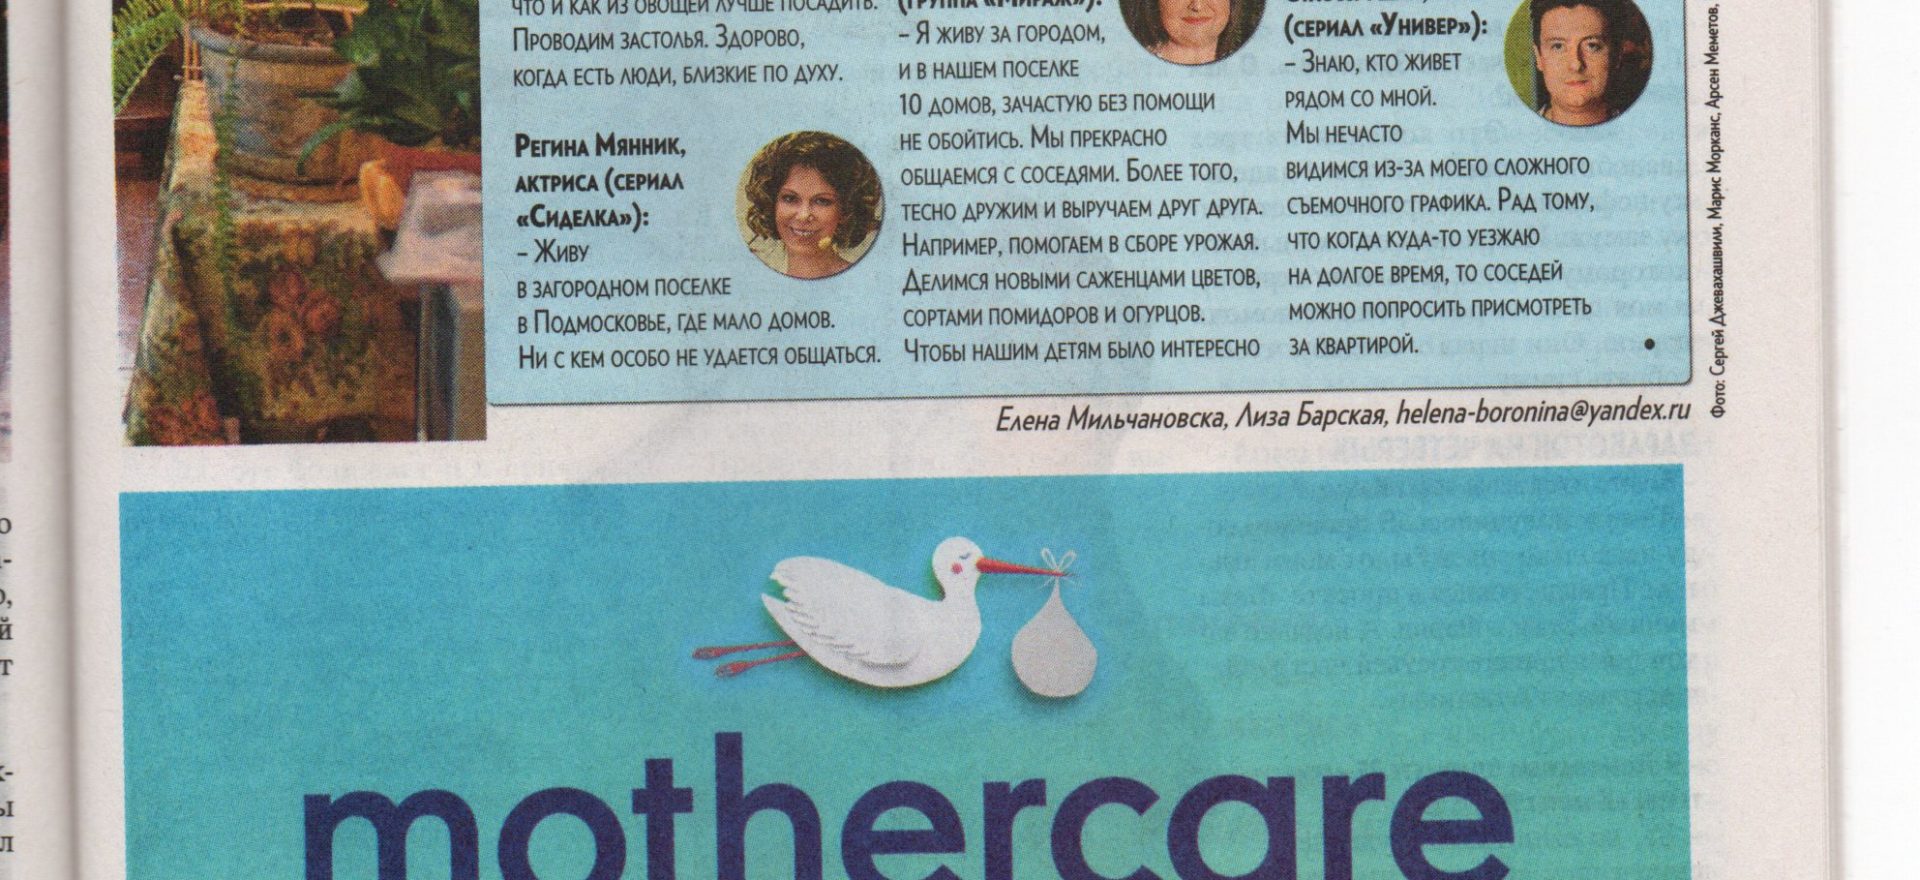 что и как из овощей лучше посадить.
Проводим застолья. Здорово,
когда есть люди, близкие по духу.
Регина Мянник,
актриса (сериал
«Сиделка»):
– Живу
в загородном поселке
в Подмосковье, где мало домов.
Ни с кем особо не удается общаться.
(группа «Мираж»):
– Я живу за городом,
и в нашем поселке
10 домов, зачастую без помощи
не обойтись. Мы прекрасно
общаемся с соседями. Более того,
тесно дружим и выручаем друг друга.
Например, помогаем в сборе урожая.
Делимся новыми саженцами цветов,
сортами помидоров и огурцов.
Чтобы нашим детям было интересно
(сериал «Универ»):
– Знаю, кто живет
рядом со мной.
Мы нечасто
видимся из-за моего сложного
съемочного графика. Рад тому,
что когда куда-то уезжаю
на долгое время, то соседей
можно попросить присмотреть
за квартирой.
Фото: Сергей Джевахашвили, Марис Морканс, Арсен Меметов,
Елена Мильчановска, Лиза Барская, helena-boronina@yandex.ru
mothercare